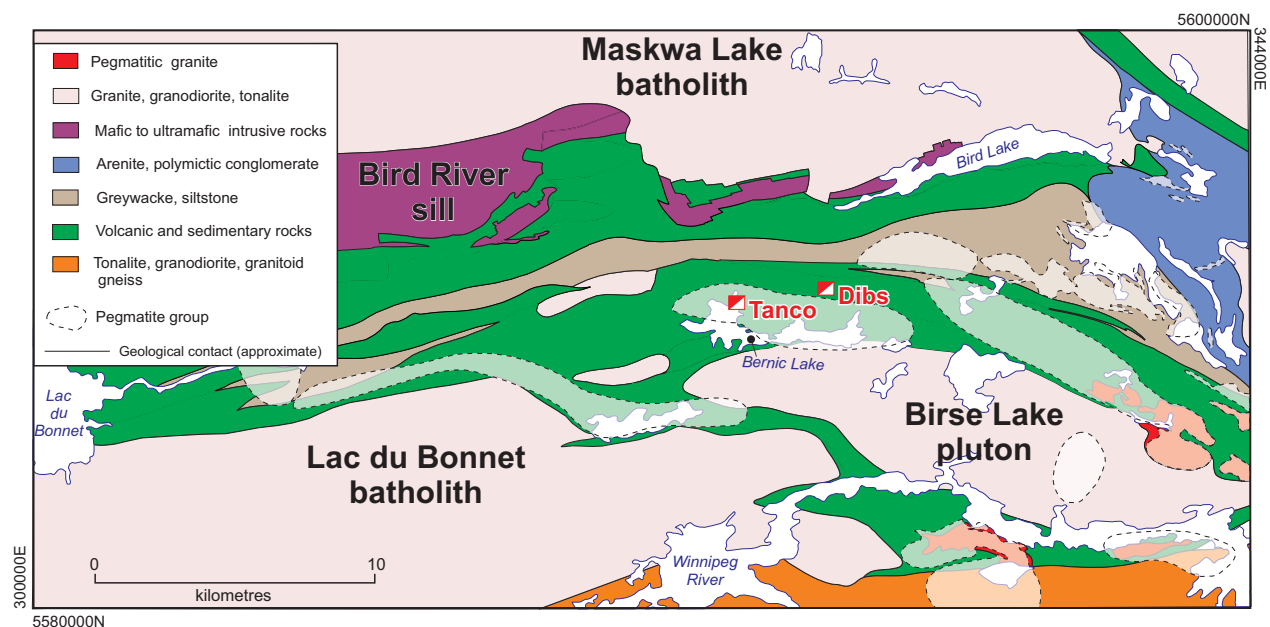 5600000N
344000E
Maskwa Lake
batholith
Pegmatitic granite
Granite, granodiorite, tonalite
Mafic to ultramafic intrusive rocks
Arenite, polymictic conglomerate
Greywacke, siltstone
Volcanic and sedimentary rocks
Tonalite, granodiorite, granitoid
gneiss
Pegmatite group
Geological contact (approximate)
Bird River
sill
Bird Lake
Dibs
Tanco
Bernic Lake
Lac
du
Bonnet
Birse Lake
pluton
Lac du Bonnet
batholith
Winnipeg
River
0 10
kilometres
300000E
5580000N